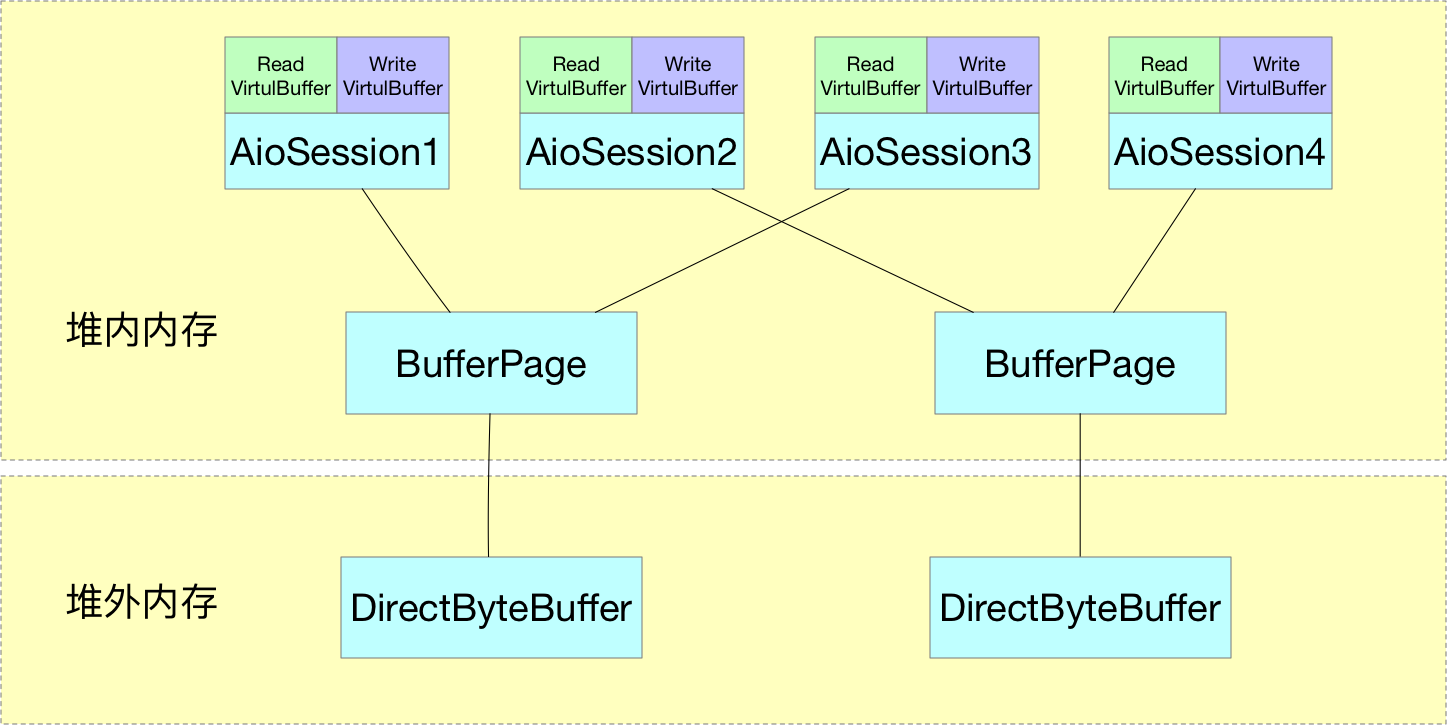 Read
VirtulBuffer
Write
VirtulBuffer
AioSession1
Read
VirtulBuffer
Write
VirtulBuffer
AioSession2
Read
VirtulBuffer
Write
VirtulBuffer
AioSession3
Read
VirtulBuffer
Write
VirtulBuffer
AioSession4
堆内内存
BufferPage
BufferPage
堆外内存
DirectByteBuffer
DirectByteBuffer